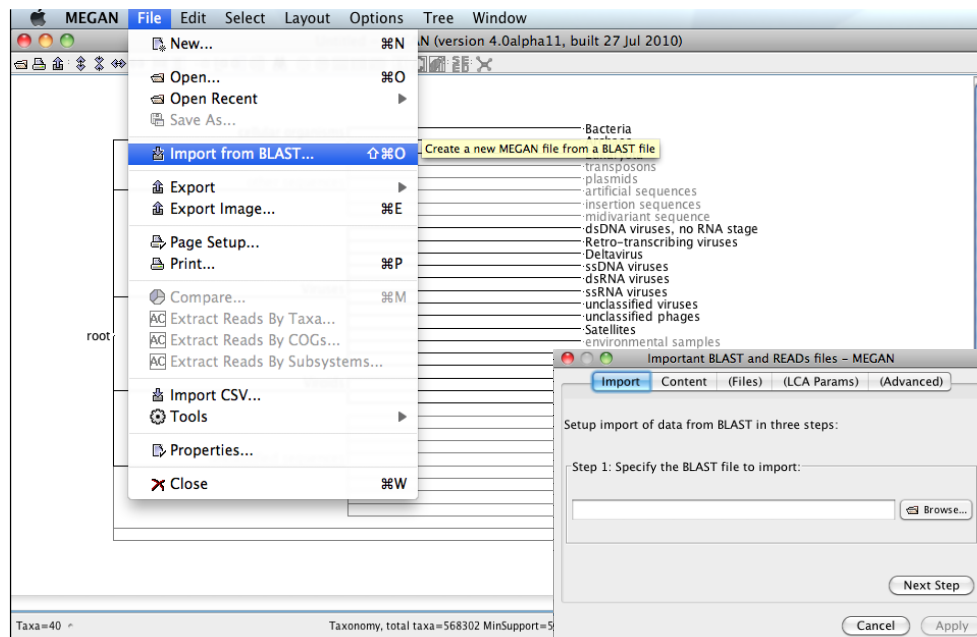 MEGAN File Edit Select Layout Options Tree Window
AN (version 4.0alpha11, built 27 Jul 2010)
New... ⌘N
Open... ⌘O
Open Recent
Save As...
Import from BLAST... ⇧⌘O
Create a new MEGAN file from a BLAST file
Export
Export Image... ⌘E
Page Setup...
Print... ⌘P
Compare... ⌘M
AC Extract Reads By Taxa...
AC Extract Reads By COGs...
AC Extract Reads By Subsystems...
Import CSV...
Tools
Properties...
Close ⌘W
Bacteria
transposons
plasmids
artificial sequences
insertion sequences
midivariant sequence
dsDNA viruses, no RNA stage
Retro-transcribing viruses
Deltavirus
ssDNA viruses
dsRNA viruses
ssRNA viruses
unclassified viruses
unclassified phages
Satellites
environmental samples
root
Important BLAST and READs files – MEGAN
Import Content (Files) (LCA Params) (Advanced)
Setup import of data from BLAST in three steps:
Step 1: Specify the BLAST file to import:
Browse...
Next Step
Cancel Apply
Taxa=40
Taxonomy, total taxa=568302 MinSupport=5